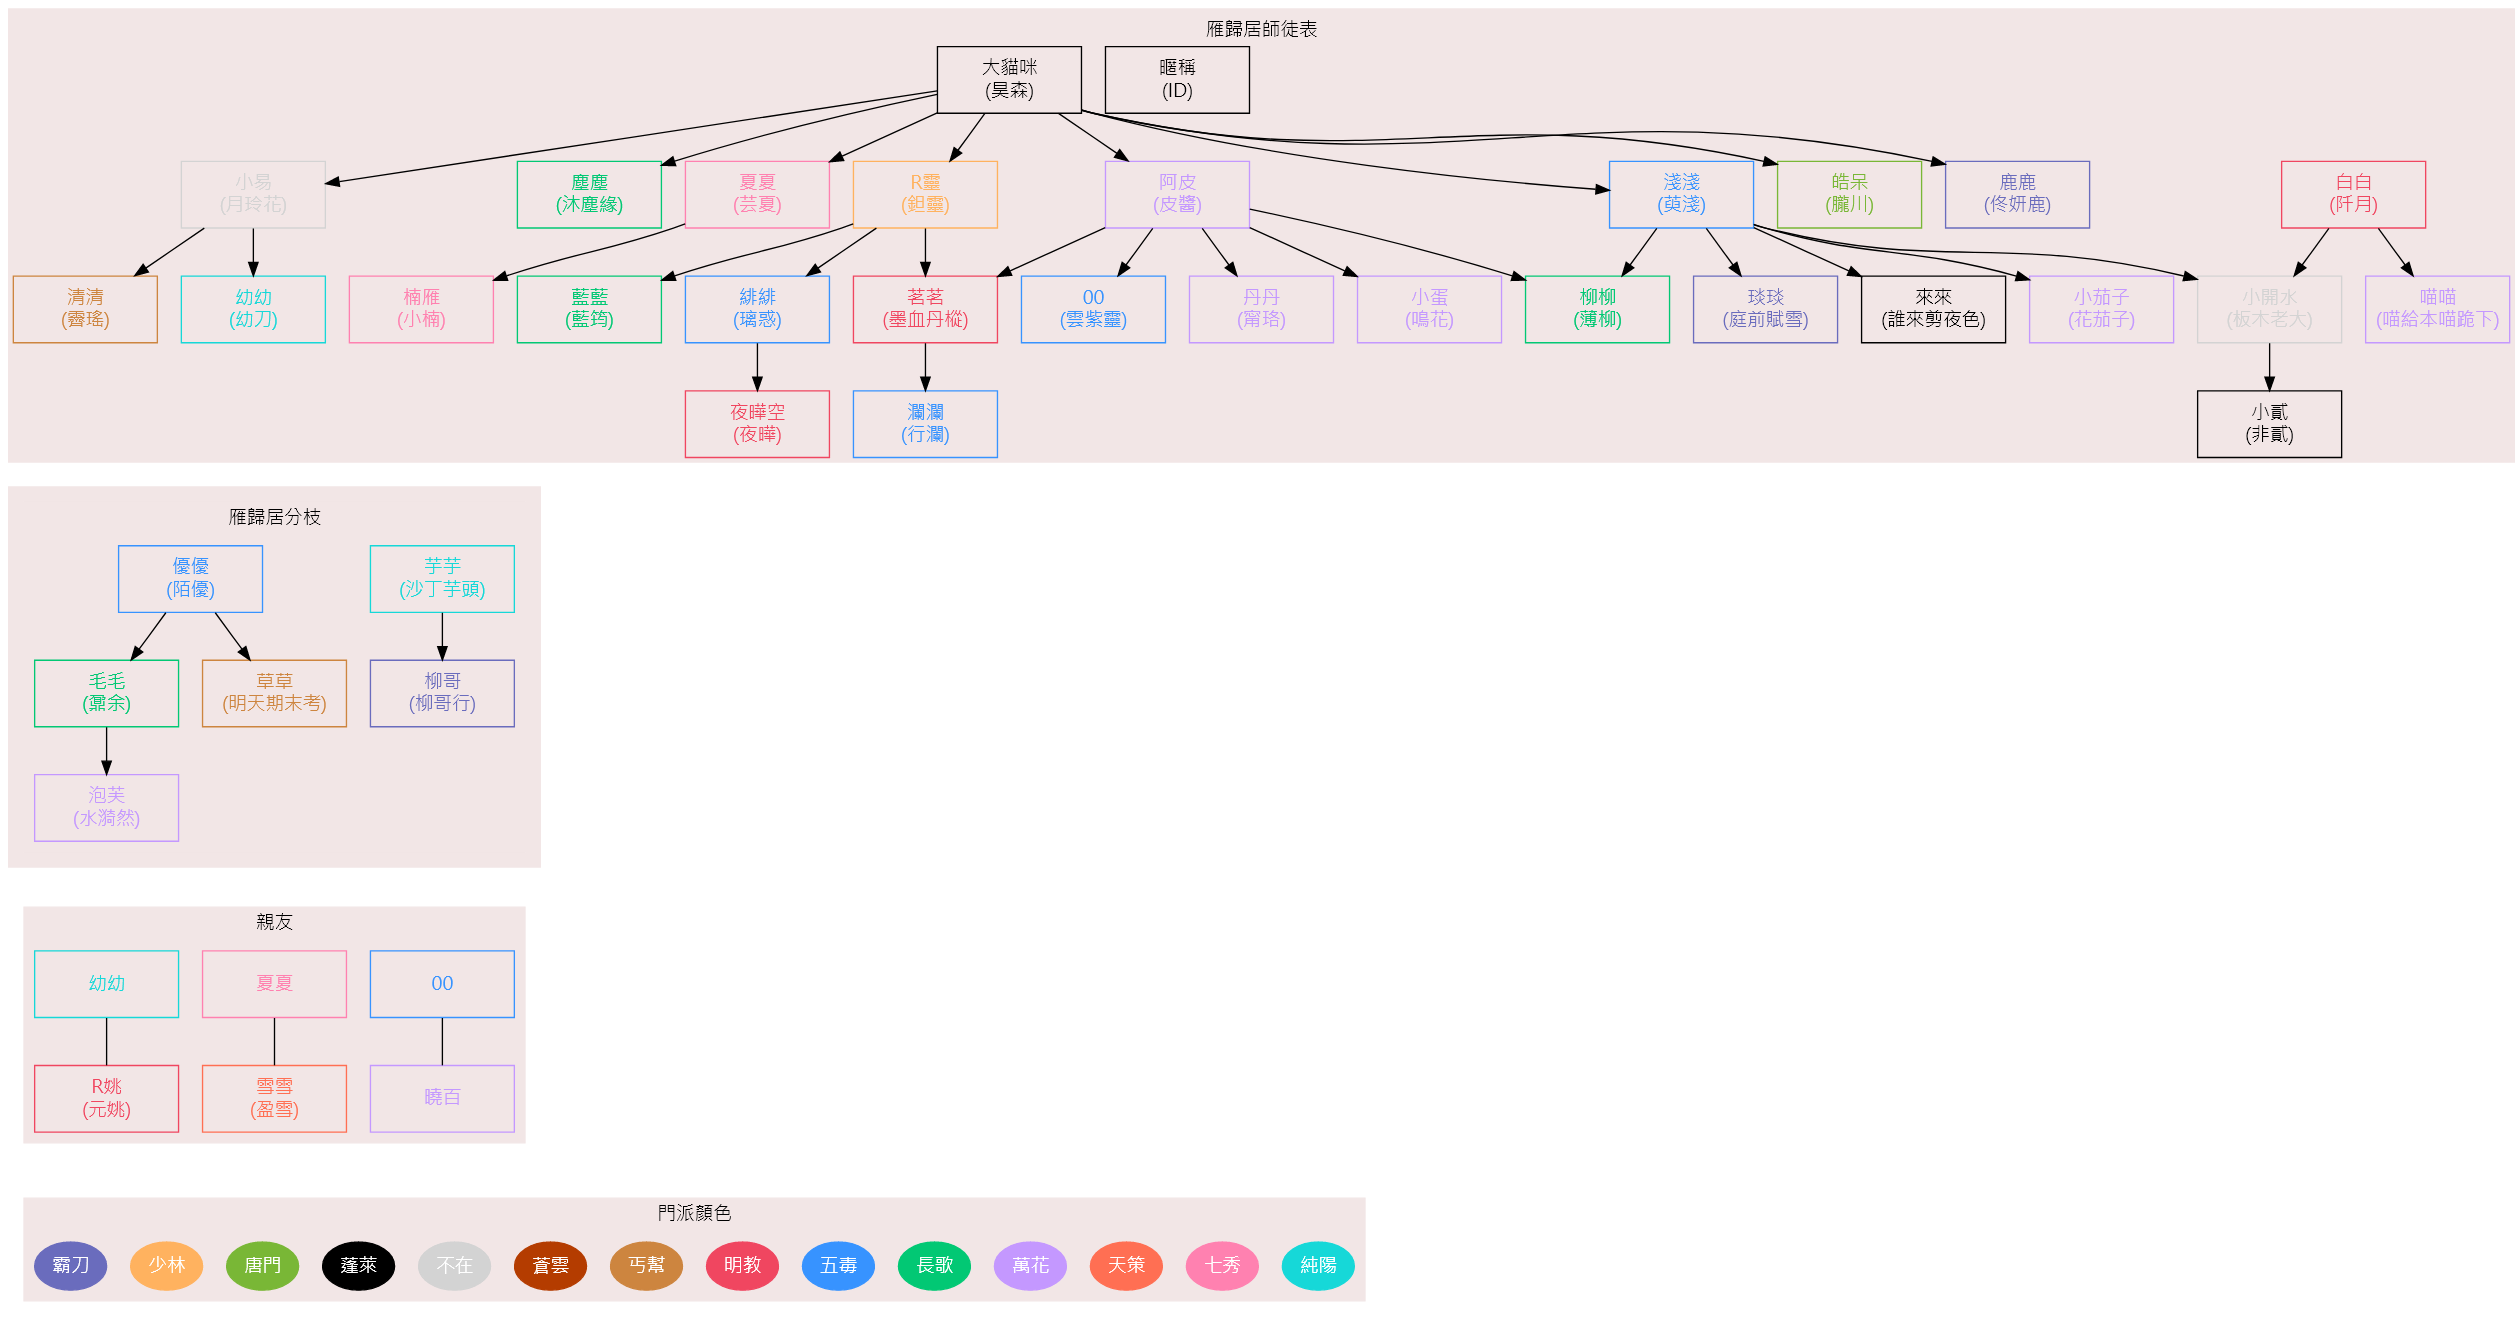 雁歸居師徒表
大貓咪
(昊森)
暱稱
(ID)
小易
(月玲花)
塵塵
(沐塵緣)
夏夏
(芸夏)
R靈
(鉭靈)
阿皮
(皮醬)
淺淺
(萸淺)
皓呆
(朧川)
鹿鹿
(佟妍鹿)
白白
(阡月)
清清
(霽瑤)
幼幼
(幼刀)
楠雁
(小楠)
藍藍
(藍筠)
緋緋
(璃惑)
茗茗
(墨血丹樅)
00
(雲紫靈)
丹丹
(甯珞)
小蛋
(鳴花)
柳柳
(薄柳)
琰琰
(庭前賦雪)
來來
(誰來剪夜色)
小茄子
(花茄子)
小開水
(板木老大)
喵喵
(喵給本喵跪下)
夜曄空
(夜曄)
瀾瀾
(行瀾)
小貳
(非貳)
雁歸居分枝
優優
(陌優)
芋芋
(沙丁芋頭)
毛毛
草草
(明天期末考)
柳哥
(柳哥行)
泡芙
(水漪然)
親友
幼幼
夏夏
00
R姚
(元姚)
雪雪
(盈雪)
曉百
門派顏色
霸刀
少林
唐門
蓬萊
不在
蒼雲
丐幫
明教
五毒
長歌
萬花
天策
七秀
純陽